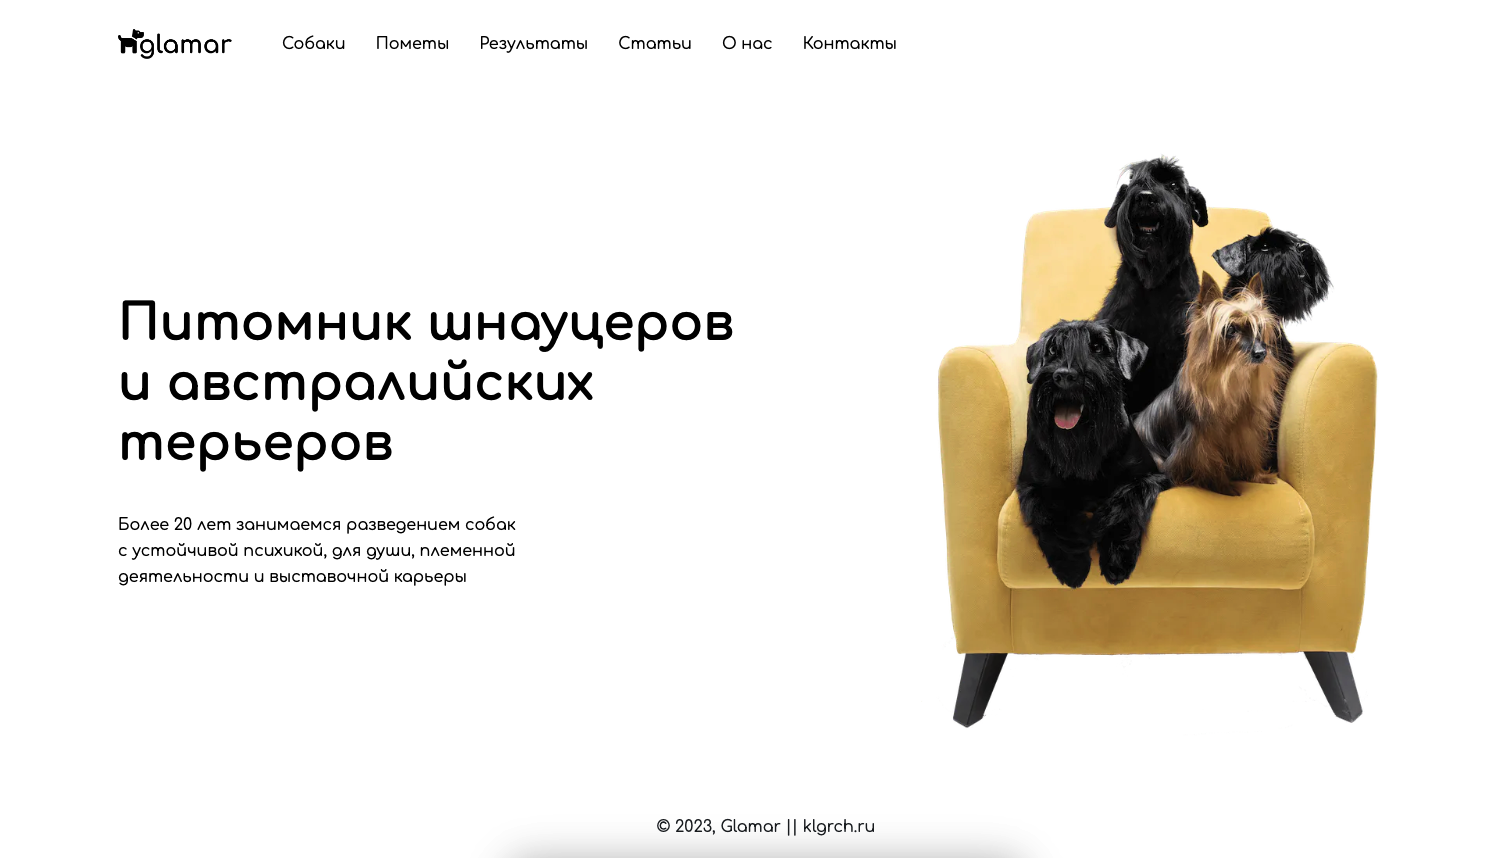 glamar
Собаки Пометы Результаты Статьи О нас Контакты
Питомник шнауцеров
и австралийских
терьеров
Более 20 лет занимаемся разведением собак
с устойчивой психикой, для души, племенной
деятельности и выставочной карьеры
© 2023, Glamar || klgrch.ru